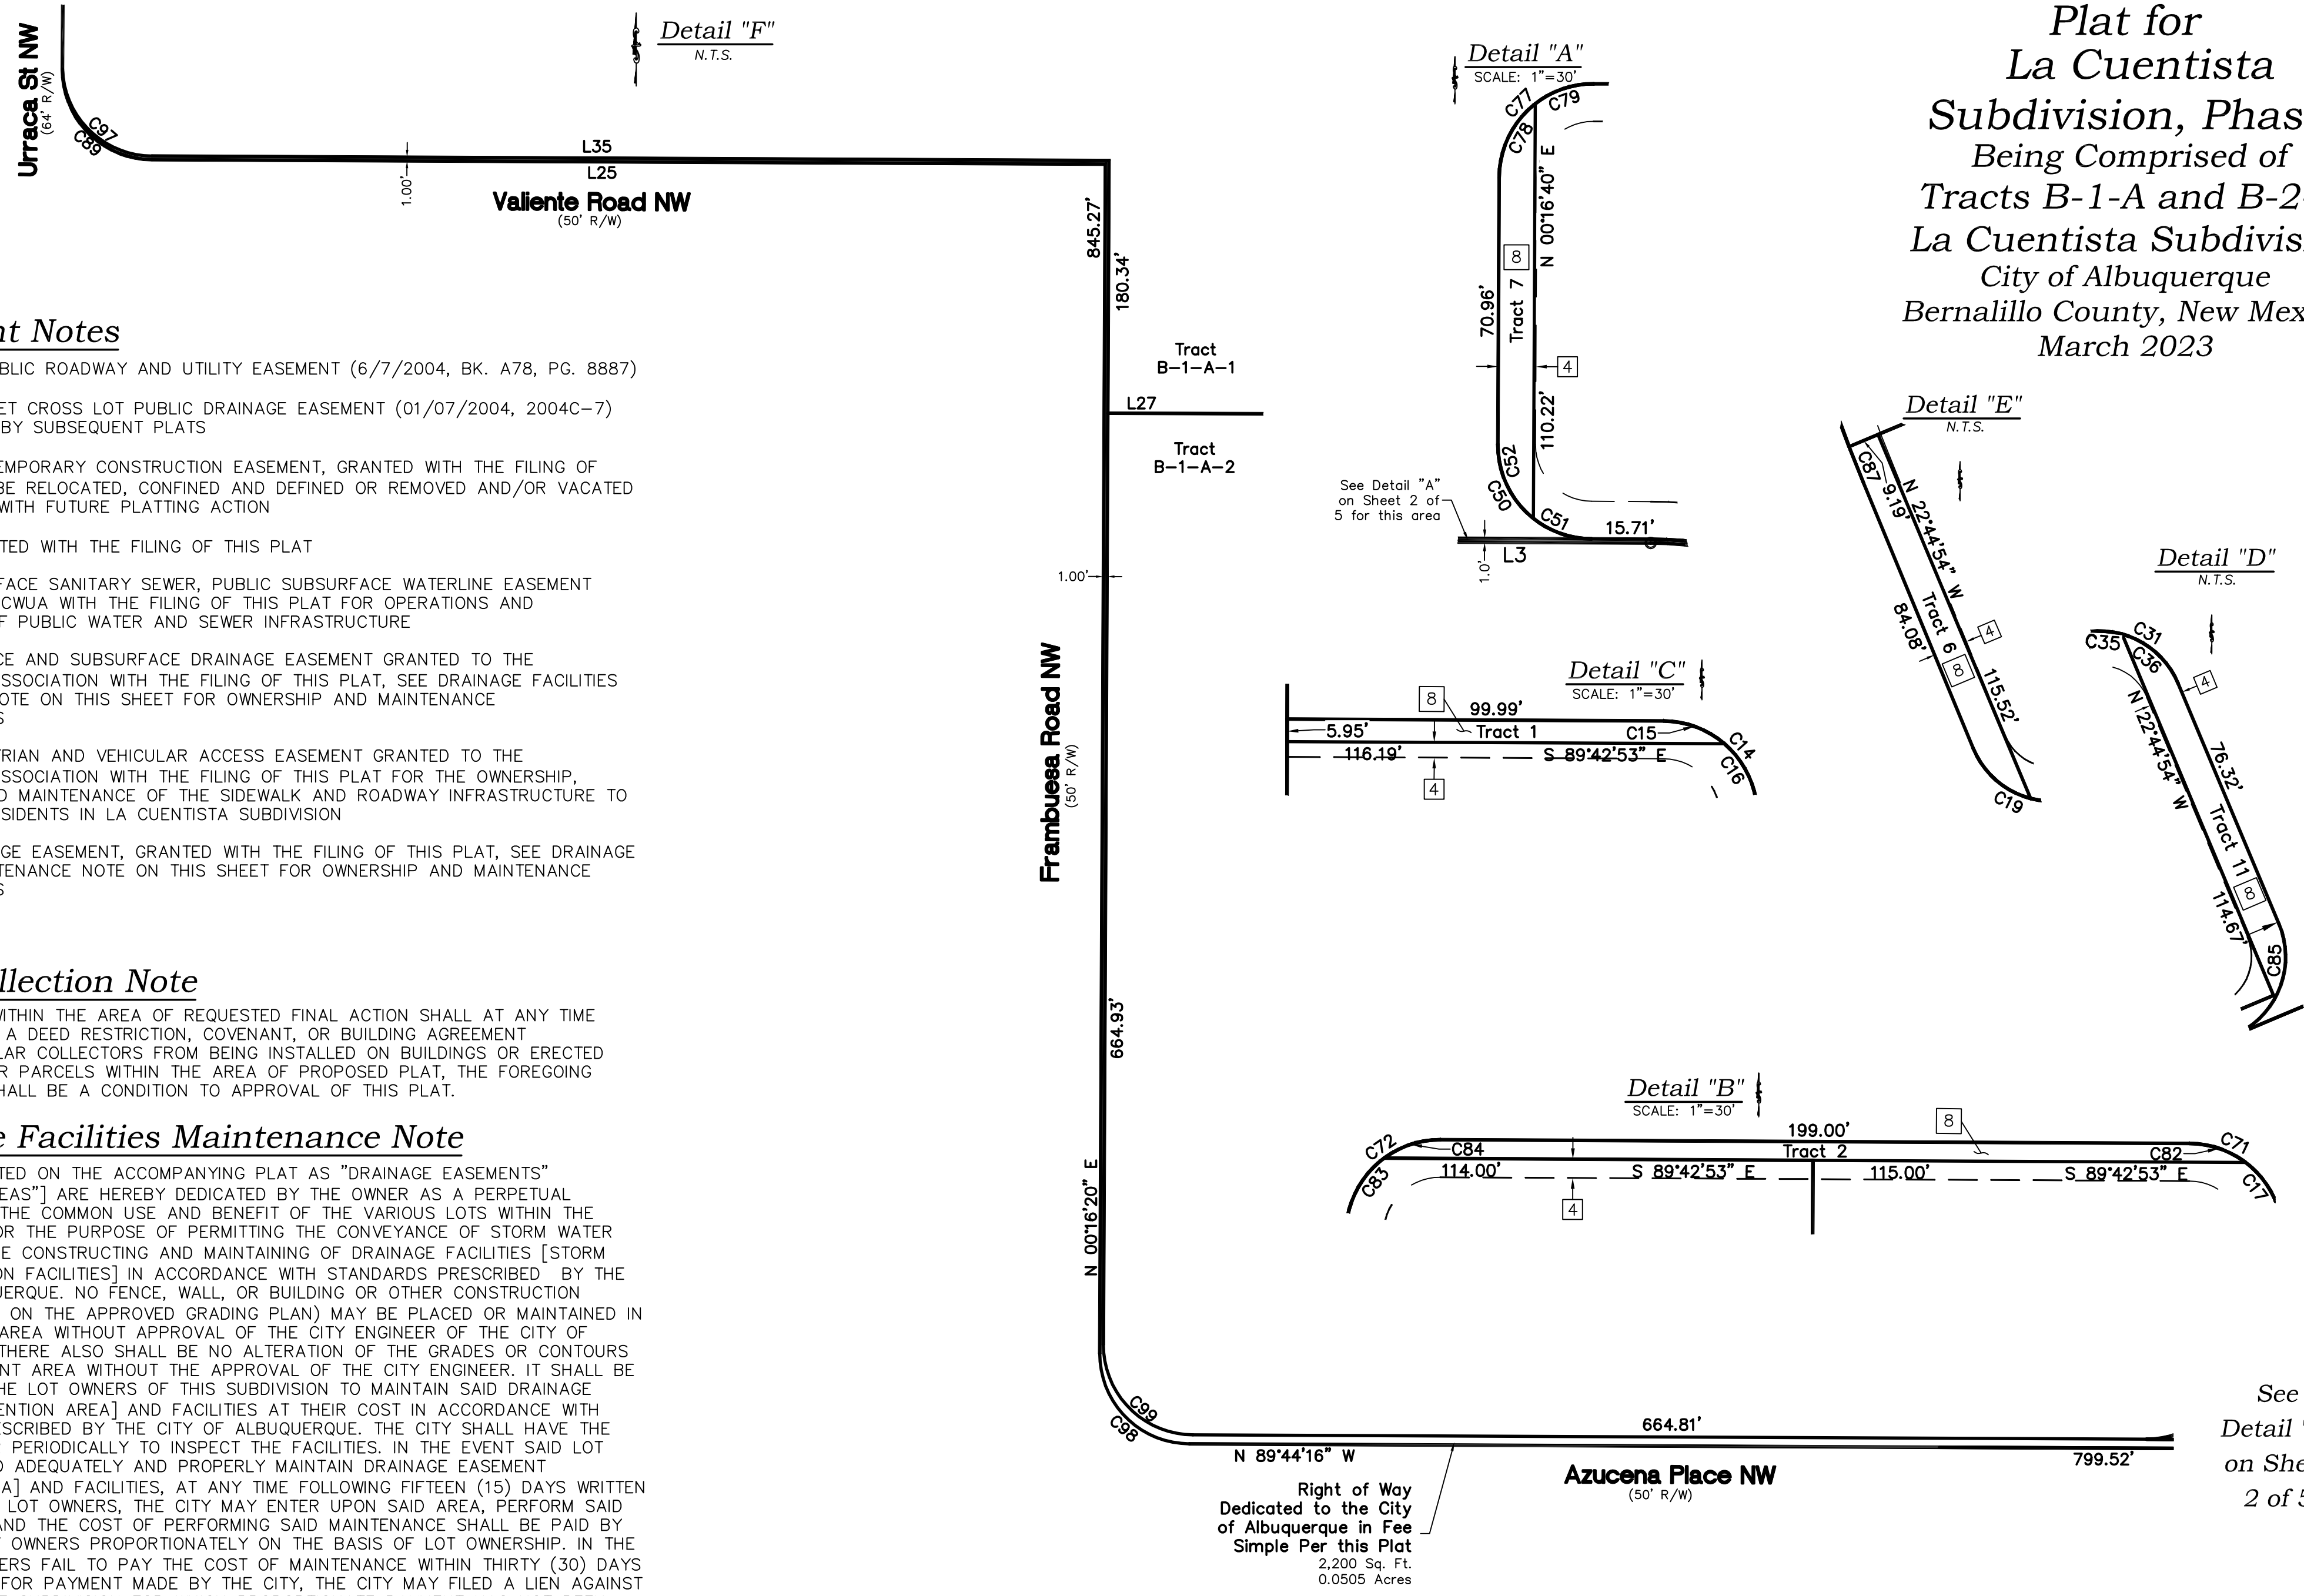 Urraca St NW
(64' R/W)
C97
C89
Detail "F"
N.T.S.
L35
L25
1.00'
Valiente Road NW
(50' R/W)
845.27'
180.34'
Tract
B-1-A-1
L27
Tract
B-1-A-2
1.00'
Frambuesa Road NW
(50' R/W)
664.93'
N 00°16'20" E
C99
C98
664.81'
N 89°44'16" W
799.52'
Azucena Place NW
(50' R/W)
Right of Way
Dedicated to the City
of Albuquerque in Fee
Simple Per this Plat
2,200 Sq. Ft.
0.0505 Acres
nt Notes
BLIC ROADWAY AND UTILITY EASEMENT (6/7/2004, BK. A78, PG. 8887)
ET CROSS LOT PUBLIC DRAINAGE EASEMENT (01/07/2004, 2004C-7)
BY SUBSEQUENT PLATS
EMPORARY CONSTRUCTION EASEMENT, GRANTED WITH THE FILING OF
BE RELOCATED, CONFINED AND DEFINED OR REMOVED AND/OR VACATED
WITH FUTURE PLATTING ACTION
TED WITH THE FILING OF THIS PLAT
FACE SANITARY SEWER, PUBLIC SUBSURFACE WATERLINE EASEMENT
CWUA WITH THE FILING OF THIS PLAT FOR OPERATIONS AND
F PUBLIC WATER AND SEWER INFRASTRUCTURE
CE AND SUBSURFACE DRAINAGE EASEMENT GRANTED TO THE
SSOCIATION WITH THE FILING OF THIS PLAT, SEE DRAINAGE FACILITIES
OTE ON THIS SHEET FOR OWNERSHIP AND MAINTENANCE
S
TRIAN AND VEHICULAR ACCESS EASEMENT GRANTED TO THE
SSOCIATION WITH THE FILING OF THIS PLAT FOR THE OWNERSHIP,
D MAINTENANCE OF THE SIDEWALK AND ROADWAY INFRASTRUCTURE TO
SIDENTS IN LA CUENTISTA SUBDIVISION
GE EASEMENT, GRANTED WITH THE FILING OF THIS PLAT, SEE DRAINAGE
TENANCE NOTE ON THIS SHEET FOR OWNERSHIP AND MAINTENANCE
S
llection Note
WITHIN THE AREA OF REQUESTED FINAL ACTION SHALL AT ANY TIME
A DEED RESTRICTION, COVENANT, OR BUILDING AGREEMENT
LAR COLLECTORS FROM BEING INSTALLED ON BUILDINGS OR ERECTED
R PARCELS WITHIN THE AREA OF PROPOSED PLAT, THE FOREGOING
SHALL BE A CONDITION TO APPROVAL OF THIS PLAT.
e Facilities Maintenance Note
TED ON THE ACCOMPANYING PLAT AS "DRAINAGE EASEMENTS"
EAS"] ARE HEREBY DEDICATED BY THE OWNER AS A PERPETUAL
THE COMMON USE AND BENEFIT OF THE VARIOUS LOTS WITHIN THE
OR THE PURPOSE OF PERMITTING THE CONVEYANCE OF STORM WATER
E CONSTRUCTING AND MAINTAINING OF DRAINAGE FACILITIES [STORM
ON FACILITIES] IN ACCORDANCE WITH STANDARDS PRESCRIBED BY THE
UERQUE. NO FENCE, WALL, OR BUILDING OR OTHER CONSTRUCTION
ON THE APPROVED GRADING PLAN) MAY BE PLACED OR MAINTAINED IN
AREA WITHOUT APPROVAL OF THE CITY ENGINEER OF THE CITY OF
THERE ALSO SHALL BE NO ALTERATION OF THE GRADES OR CONTOURS
NT AREA WITHOUT THE APPROVAL OF THE CITY ENGINEER. IT SHALL BE
HE LOT OWNERS OF THIS SUBDIVISION TO MAINTAIN SAID DRAINAGE
ENTION AREA] AND FACILITIES AT THEIR COST IN ACCORDANCE WITH
ESCRIBED BY THE CITY OF ALBUQUERQUE. THE CITY SHALL HAVE THE
PERIODICALLY TO INSPECT THE FACILITIES. IN THE EVENT SAID LOT
O ADEQUATELY AND PROPERLY MAINTAIN DRAINAGE EASEMENT
A] AND FACILITIES, AT ANY TIME FOLLOWING FIFTEEN (15) DAYS WRITTEN
LOT OWNERS, THE CITY MAY ENTER UPON SAID AREA, PERFORM SAID
AND THE COST OF PERFORMING SAID MAINTENANCE SHALL BE PAID BY
OWNERS PROPORTIONATELY ON THE BASIS OF LOT OWNERSHIP. IN THE
ERS FAIL TO PAY THE COST OF MAINTENANCE WITHIN THIRTY (30) DAYS
FOR PAYMENT MADE BY THE CITY, THE CITY MAY FILED A LIEN AGAINST
Detail "A"
SCALE: 1"=30'
C77
C79
C78
N 00°16'40" E
8
Tract 7
70.96'
4
110.22'
C52
C50
C51
15.71'
See Detail "A"
on Sheet 2 of
5 for this area
1.0'
L3
Plat for
La Cuentista
Subdivision, Phas
Being Comprised of
Tracts B-1-A and B-2-
La Cuentista Subdivis
City of Albuquerque
Bernalillo County, New Mex
March 2023
Detail "E"
N.T.S.
C87
9.19'
N 22°44'54" W
4
Tract 6
8
84.08'
115.52'
C19
Detail "D"
N.T.S.
C35
C31
C36
4
N 22°44'54" W
76.32'
Tract 11
8
114.67'
C85
Detail "C"
SCALE: 1"=30'
8
99.99'
5.95'
Tract 1
C15
C14
C16
116.19'
S 89°42'53" E
4
Detail "B"
SCALE: 1"=30'
199.00'
8
C72
C84
Tract 2
C82
C71
C83
114.00'
S 89°42'53" E
115.00'
S 89°42'53" E
C17
4
See
Detail "
on She
2 of 5